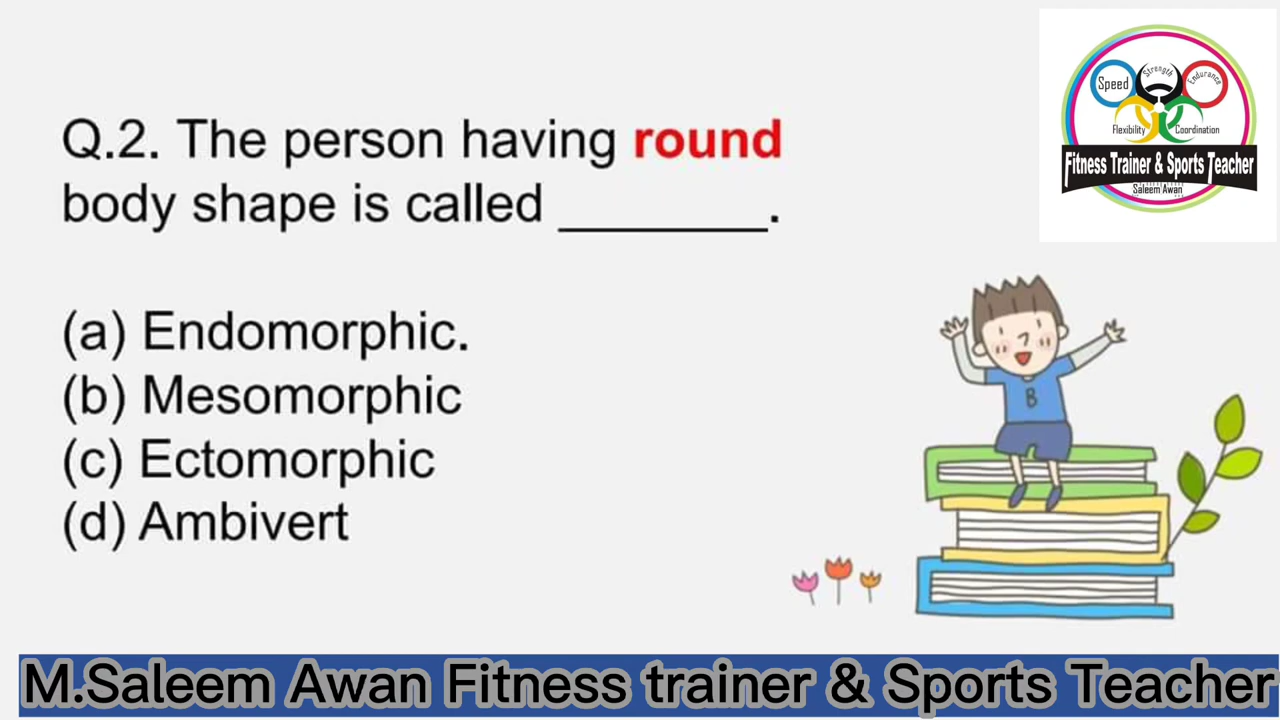 Speed
Strength
Endurance
Flexibility
Coordination
Fitness Trainer & Sports Teacher
Saleem Awan
Q.2. The person having round
body shape is called ________.
(a) Endomorphic.
(b) Mesomorphic
(c) Ectomorphic
(d) Ambivert
B
M.Saleem Awan Fitness trainer & Sports Teacher